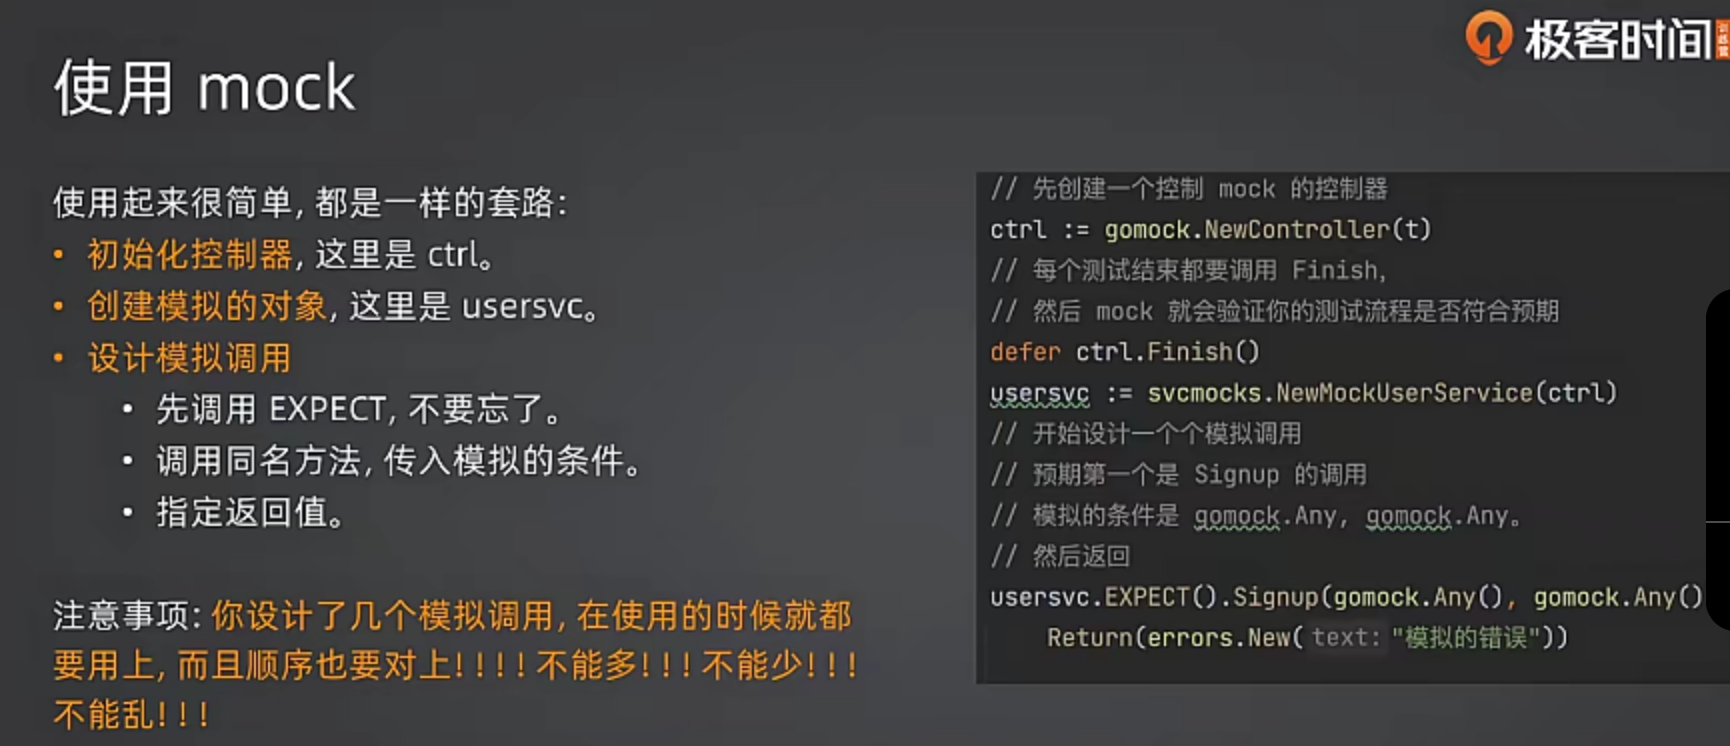 极客时间
使用 mock
使用起来很简单, 都是一样的套路:
• 初始化控制器, 这里是 ctrl。
• 创建模拟的对象, 这里是 usersvc。
• 设计模拟调用
• 先调用 EXPECT, 不要忘了。
• 调用同名方法, 传入模拟的条件。
• 指定返回值。
注意事项: 你设计了几个模拟调用, 在使用的时候就都
要用上, 而且顺序也要对上!!!! 不能多!!! 不能少!!!
不能乱!!!
// 先创建一个控制 mock 的控制器
ctrl := gomock.NewController(t)
// 每个测试结束都要调用 Finish,
// 然后 mock 就会验证你的测试流程是否符合预期
defer ctrl.Finish()
usersvc := svcmocks.NewMockUserService(ctrl)
// 开始设计一个个模拟调用
// 预期第一个是 Signup 的调用
// 模拟的条件是 gomock.Any, gomock.Any。
// 然后返回
usersvc.EXPECT().Signup(gomock.Any(), gomock.Any()
Return(errors.New( text: "模拟的错误"))